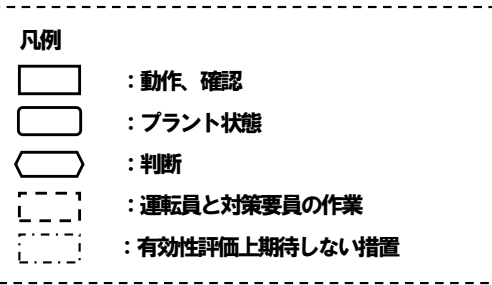 凡例
：動作、確認
：プラント状態
：判断
：運転員と対策要員の作業
：有効性評価上期待しない措置